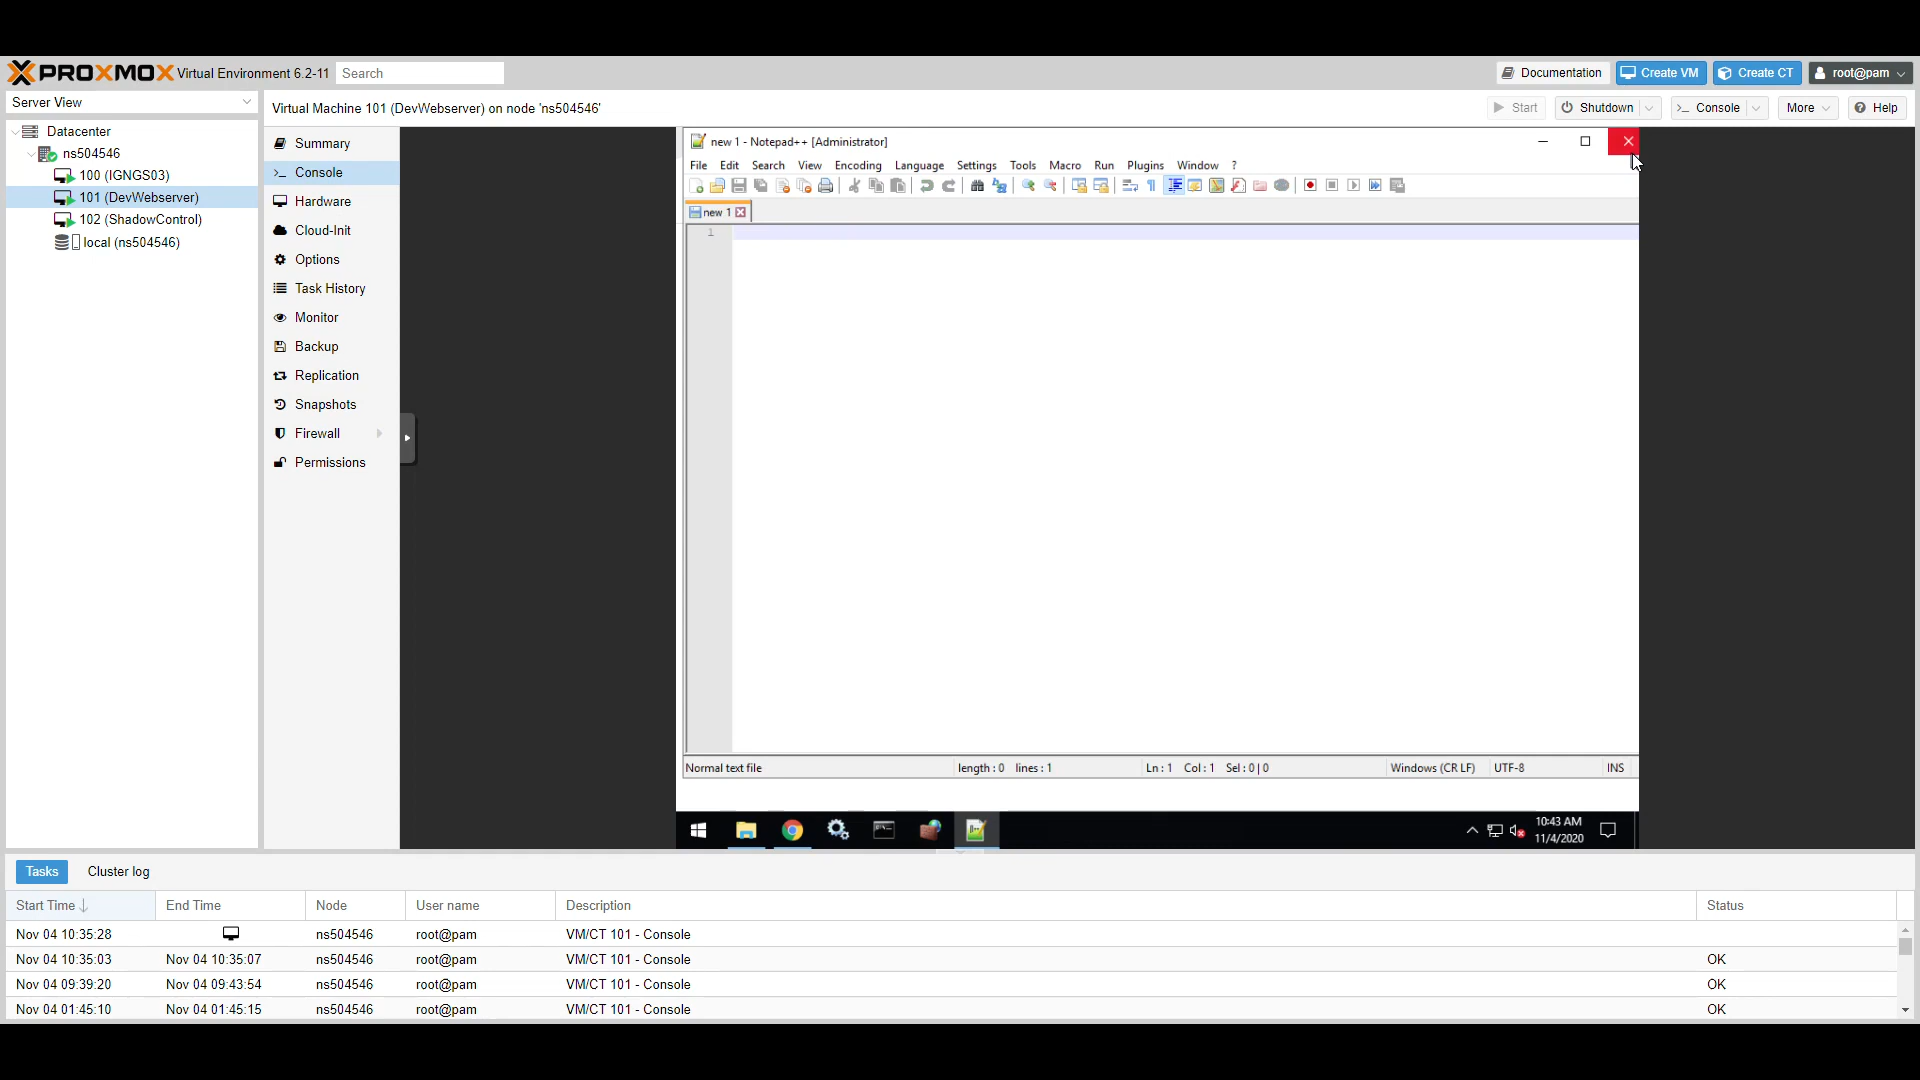 PROXMOX Virtual Environment 6.2-11 Search Documentation Create VM Create CT root@pam
Server View
Virtual Machine 101 (DevWebserver) on node 'ns504546' Start Shutdown Console More Help
Datacenter
ns504546
100 (IGNGS03)
101 (DevWebserver)
102 (ShadowControl)
local (ns504546)
Summary
Console
Hardware
Cloud-Init
Options
Task History
Monitor
Backup
Replication
Snapshots
Firewall
Permissions
new 1 - Notepad++ [Administrator]
File Edit Search View Encoding Language Settings Tools Macro Run Plugins Window ?
new 1
1
Normal text file length : 0 lines : 1 Ln : 1 Col : 1 Sel : 0 | 0 Windows (CR LF) UTF-8 INS
10:43 AM
11/4/2020
Tasks Cluster log
Start Time End Time Node User name Description Status
Nov 04 10:35:28 ns504546 root@pam VM/CT 101 - Console
Nov 04 10:35:03 Nov 04 10:35:07 ns504546 root@pam VM/CT 101 - Console OK
Nov 04 09:39:20 Nov 04 09:43:54 ns504546 root@pam VM/CT 101 - Console OK
Nov 04 01:45:10 Nov 04 01:45:15 ns504546 root@pam VM/CT 101 - Console OK